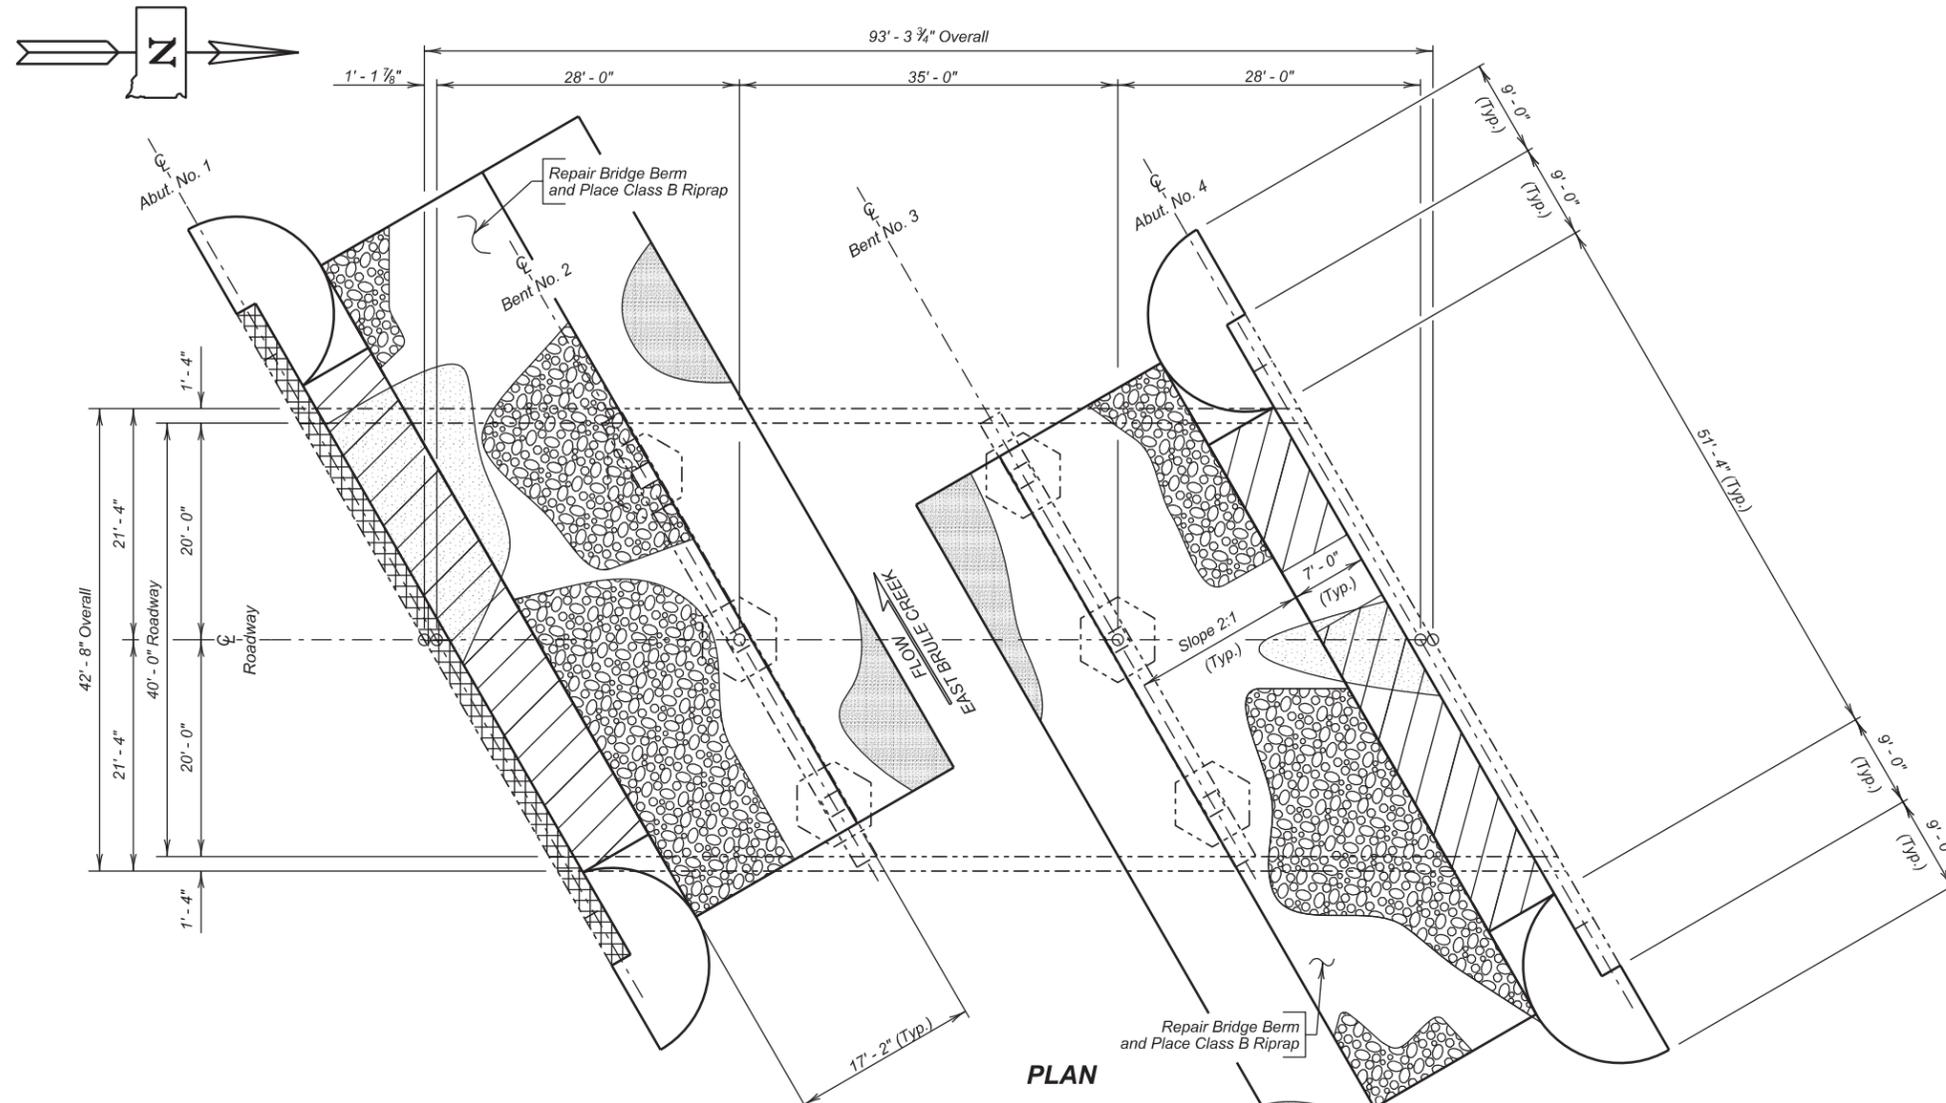 N
93' - 3 3/4" Overall
1' - 1 7/8"
28' - 0"
35' - 0"
28' - 0"
9' - 0"
(Typ.)
9' - 0"
(Typ.)
℄
Abut. No. 1
Repair Bridge Berm
and Place Class B Riprap
℄
Bent No. 2
℄
Bent No. 3
℄
Abut. No. 4
1' - 4"
21' - 4"
20' - 0"
42' - 8" Overall
40' - 0" Roadway
℄
Roadway
21' - 4"
20' - 0"
1' - 4"
FLOW
EAST BRULE CREEK
7' - 0"
(Typ.)
Slope 2:1
(Typ.)
51' - 4" (Typ.)
9' - 0"
(Typ.)
(Typ.)
17' - 2" (Typ.)
Repair Bridge Berm
and Place Class B Riprap
PLAN